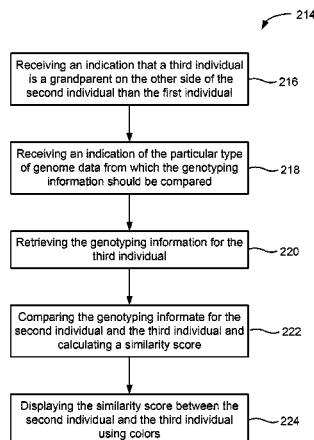 214
Receiving an indication that a third individual
is a grandparent on the other side of the
second individual than the first individual
216
Receiving an indication of the particular type
of genome data from which the genotyping
information should be compared
218
Retrieving the genotyping information for the
third individual
220
Comparing the genotyping informate for the
second individual and the third individual and
calculating a similarity score
222
Displaying the similarity score between the
second individual and the third individual
using colors
224